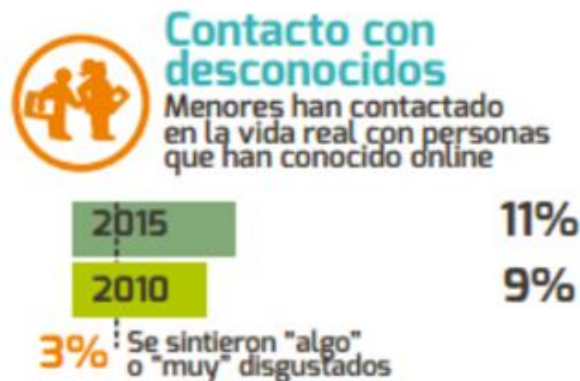 Contacto con
desconocidos
Menores han contactado
en la vida real con personas
que han conocido online
2015 11%
2010 9%
3% Se sintieron "algo"
o "muy" disgustados